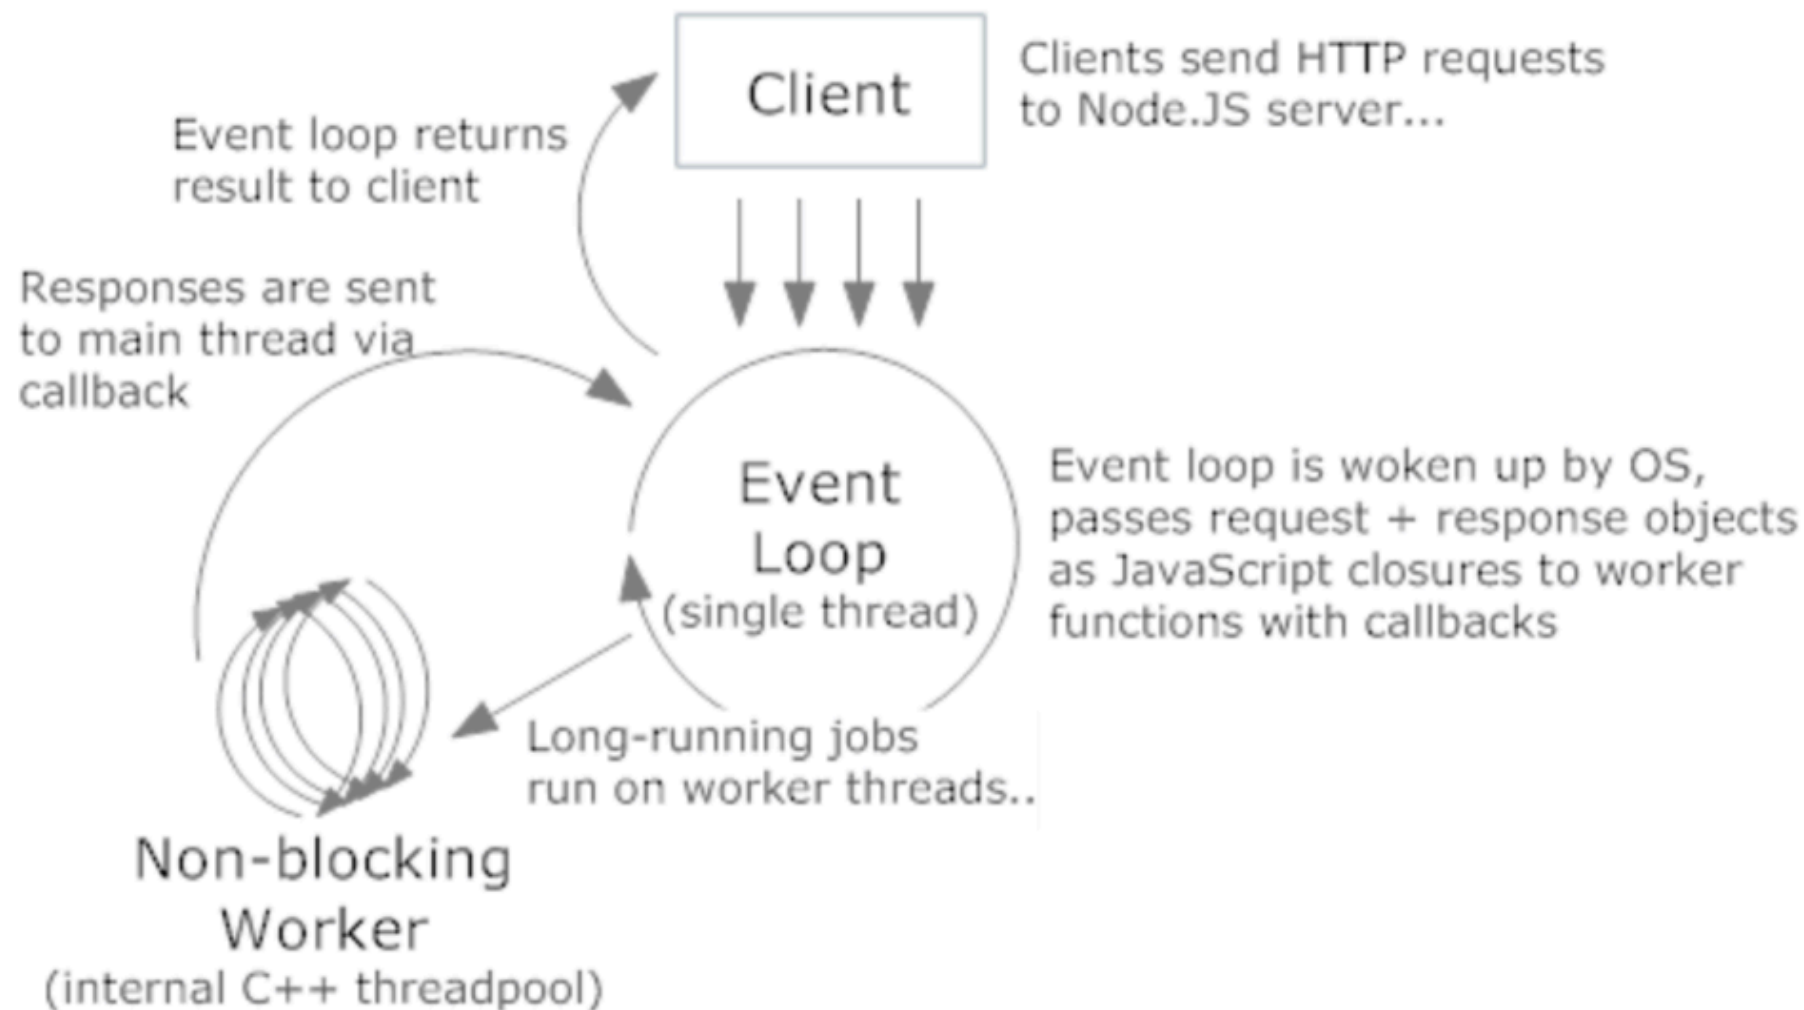 Client
Clients send HTTP requests
to Node.JS server...
Event loop returns
result to client
Responses are sent
to main thread via
callback
Event
Loop
(single thread)
Event loop is woken up by OS,
passes request + response objects
as JavaScript closures to worker
functions with callbacks
Long-running jobs
run on worker threads..
Non-blocking
Worker
(internal C++ threadpool)